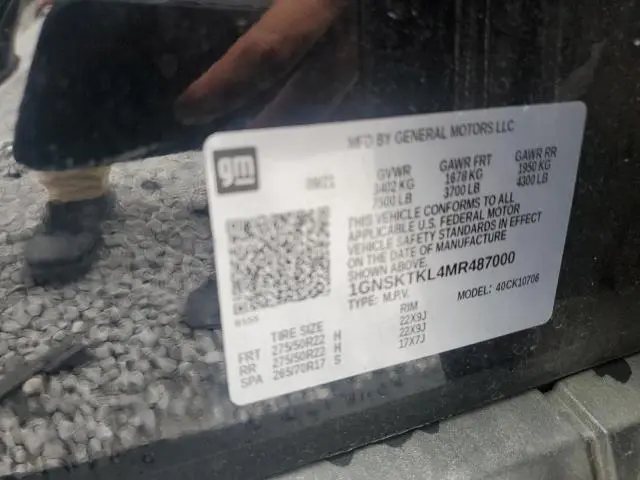 MFD BY GENERAL MOTORS LLC
gm
09/21
GVWR GAWR FRT GAWR RR
3402 KG 1678 KG 1950 KG
7500 LB 3700 LB 4300 LB
THIS VEHICLE CONFORMS TO ALL
APPLICABLE U.S. FEDERAL MOTOR
VEHICLE SAFETY STANDARDS IN EFFECT
ON THE DATE OF MANUFACTURE
SHOWN ABOVE.
1GNSKTKL4MR487000
TYPE: M.P.V. MODEL: 40CK10706
TIRE SIZE RIM
FRT 275/50R22 H 22X9J
RR 275/50R22 H 22X9J
SPA 265/70R17 S 17X7J